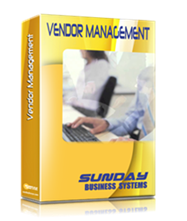 VENDOR MANAGEMENT
Vendor Management
SUNDAY
BUSINESS SYSTEMS